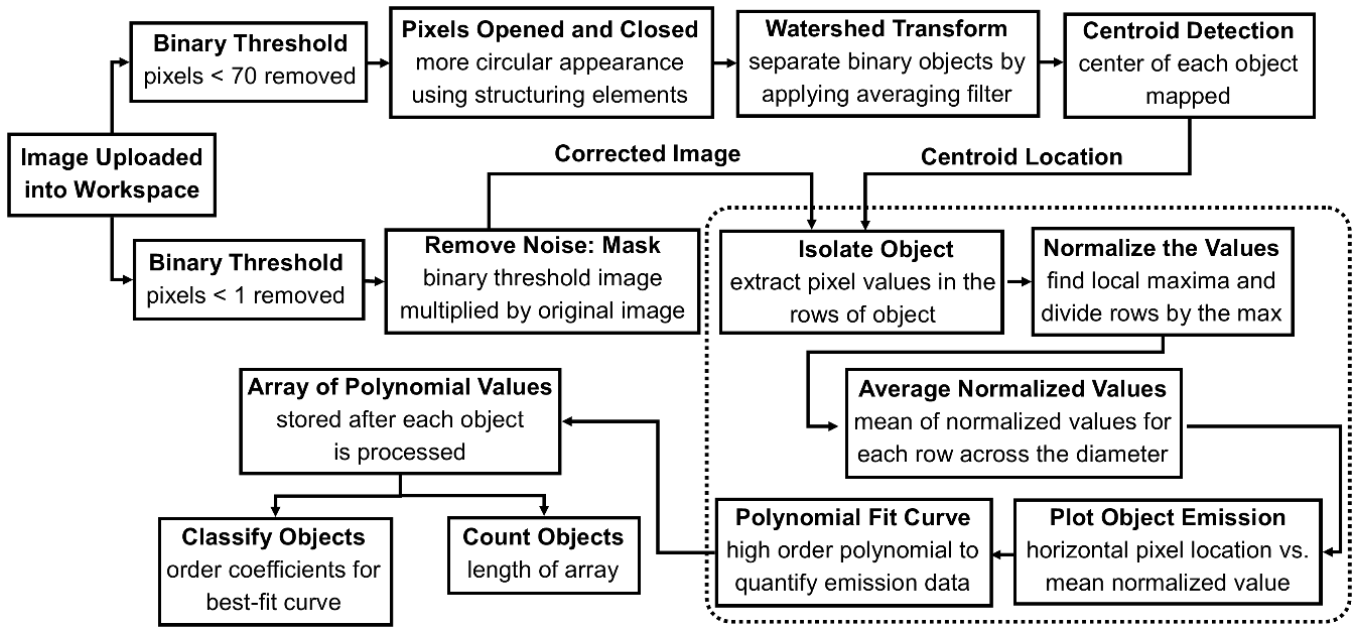 Binary Threshold
pixels < 70 removed
Pixels Opened and Closed
more circular appearance
using structuring elements
Watershed Transform
separate binary objects by
applying averaging filter
Centroid Detection
center of each object
mapped
Image Uploaded
into Workspace
Corrected Image
Centroid Location
Binary Threshold
pixels < 1 removed
Remove Noise: Mask
binary threshold image
multiplied by original image
Isolate Object
extract pixel values in the
rows of object
Normalize the Values
find local maxima and
divide rows by the max
Average Normalized Values
mean of normalized values for
each row across the diameter
Plot Object Emission
horizontal pixel location vs.
mean normalized value
Polynomial Fit Curve
high order polynomial to
quantify emission data
Array of Polynomial Values
stored after each object
is processed
Classify Objects
order coefficients for
best-fit curve
Count Objects
length of array